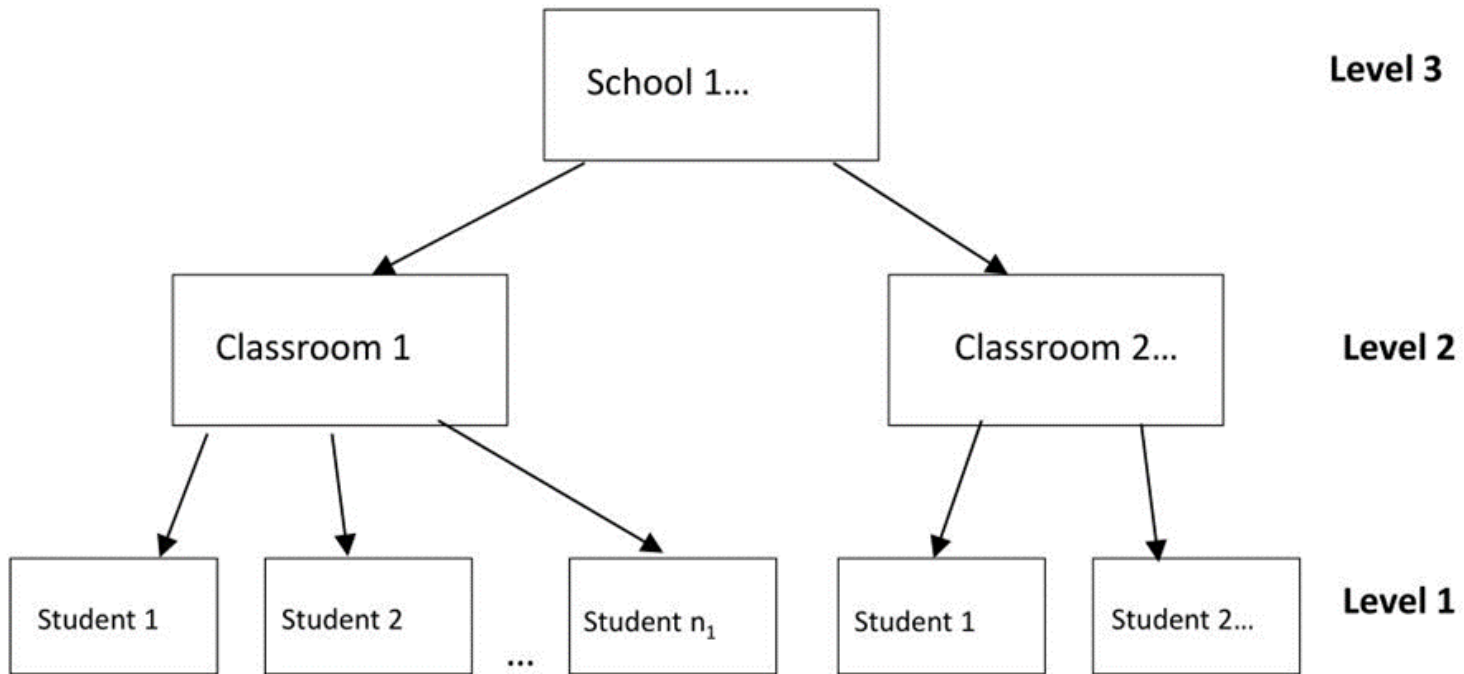 School 1...
Level 3
Classroom 1
Classroom 2...
Level 2
Student 1
Student 2
...
Student n₁
Student 1
Student 2...
Level 1